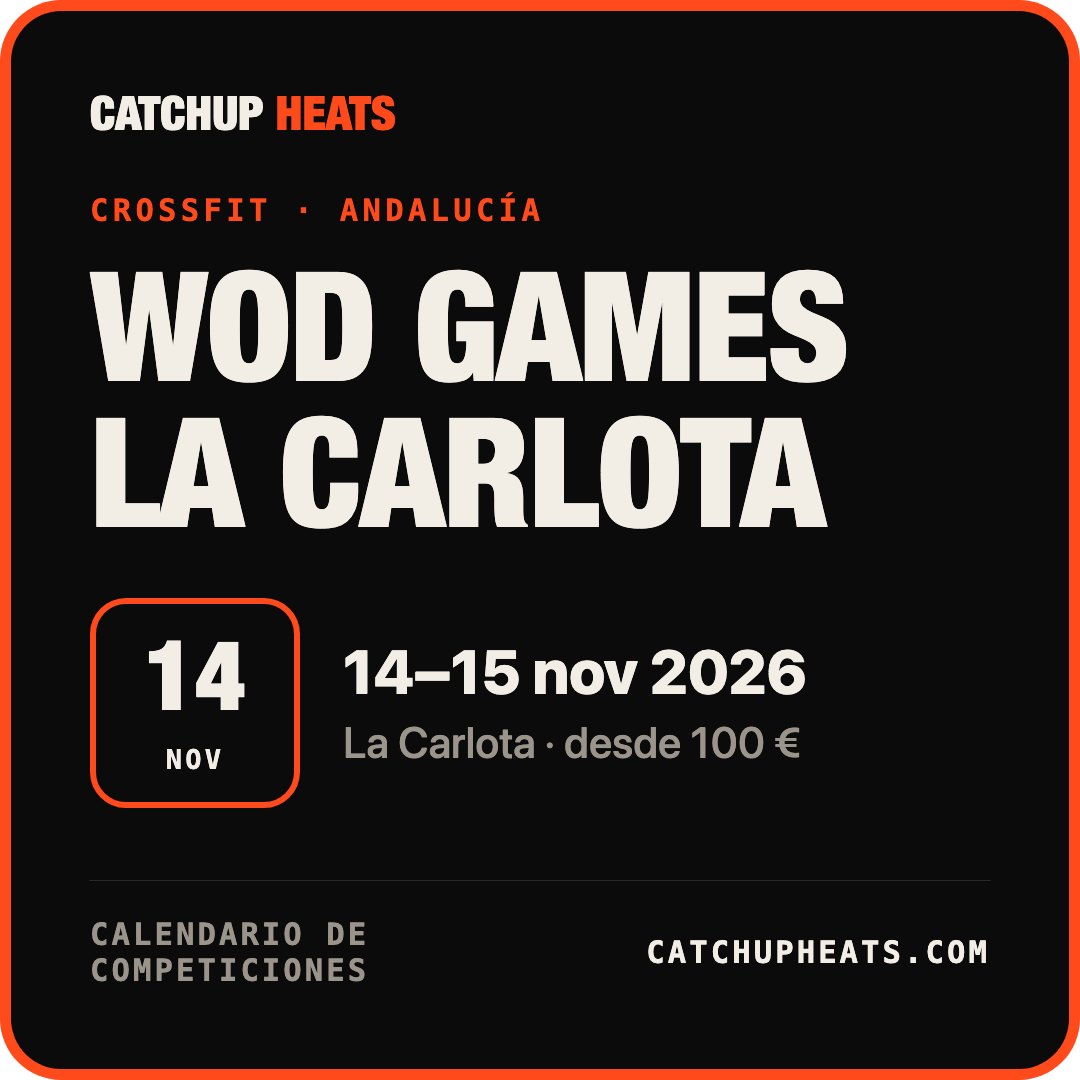 CATCHUP HEATS
CROSSFIT · ANDALUCÍA
WOD GAMES
LA CARLOTA
14
NOV
14–15 nov 2026
La Carlota · desde 100 €
CALENDARIO DE
COMPETICIONES
CATCHUPHEATS.COM